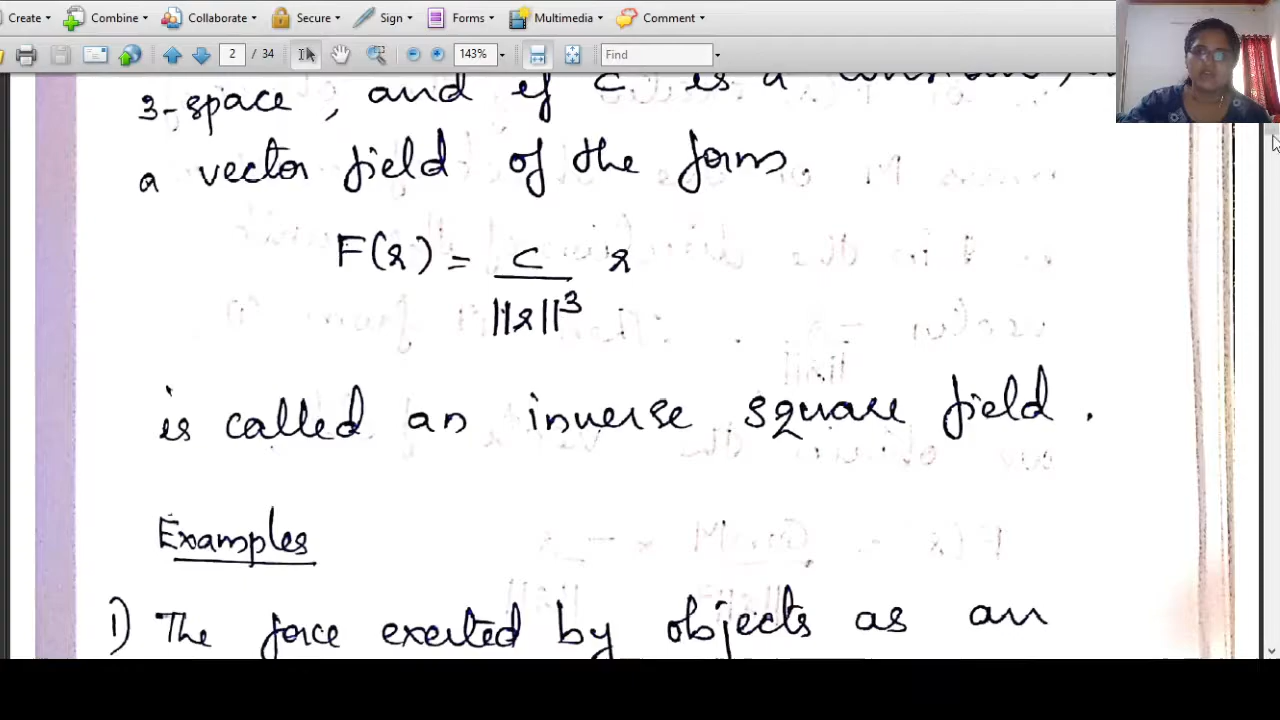 Create Combine Collaborate Secure Sign Forms Multimedia Comment
2 / 34 143% Find
3-space, and if C is a
a vector field of the form.
F(r) = c/||r||³ r
is called an inverse square field.
Examples
1) The force exerted by objects as an